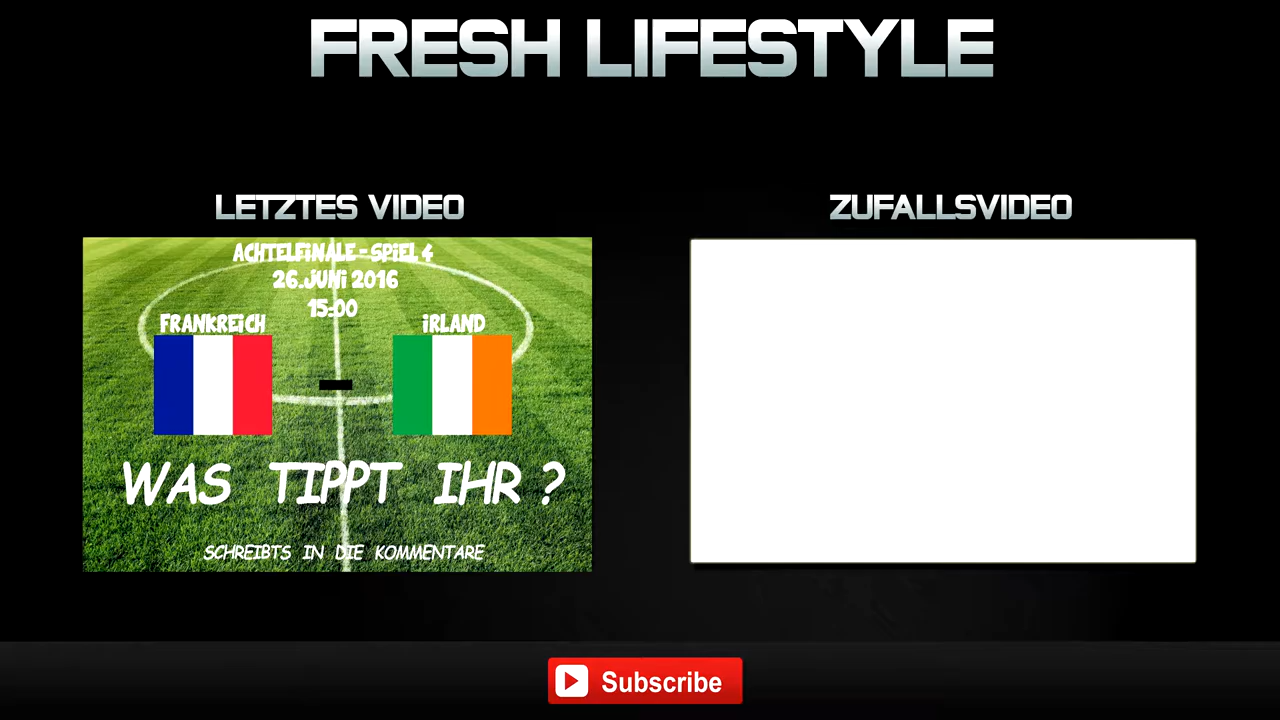 FRESH LIFESTYLE
LETZTES VIDEO
ACHTELFINALE - SPIEL 4
26.JUNI 2016
15:00
FRANKREICH
IRLAND
-
WAS TIPPT IHR ?
SCHREIBTS IN DIE KOMMENTARE
ZUFALLSVIDEO
Subscribe